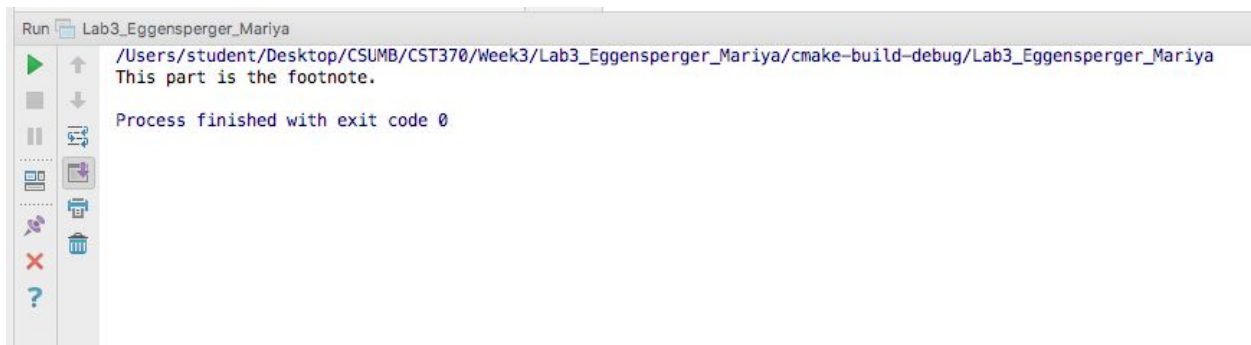 Run Lab3_Eggensperger_Mariya
/Users/student/Desktop/CSUMB/CST370/Week3/Lab3_Eggensperger_Mariya/cmake-build-debug/Lab3_Eggensperger_Mariya
This part is the footnote.
Process finished with exit code 0
?